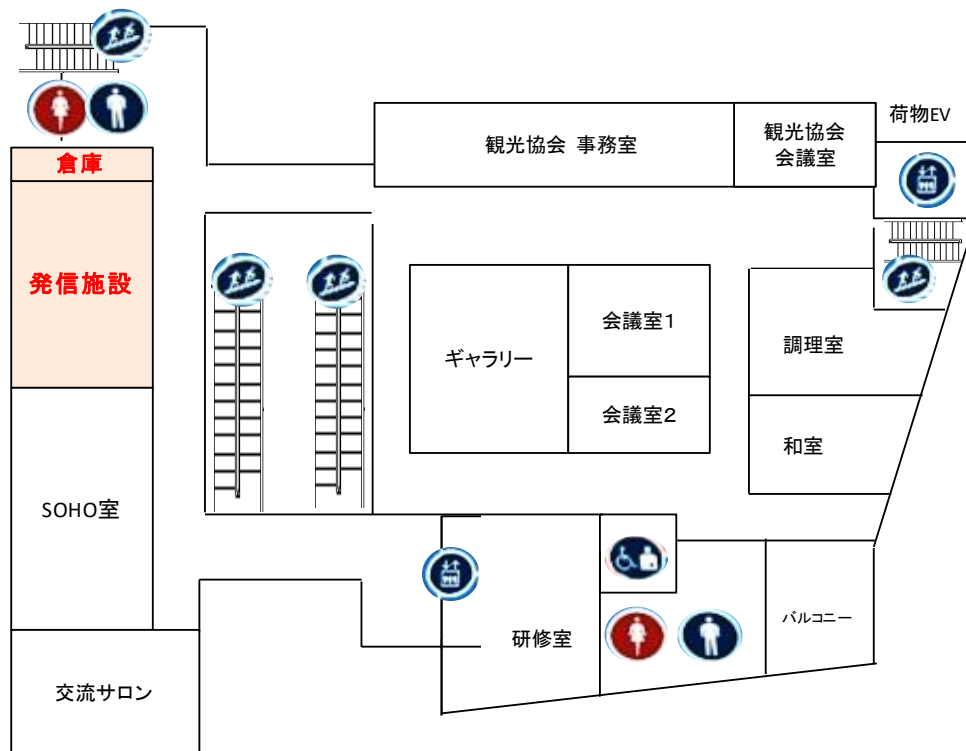 荷物EV
観光協会 事務室
観光協会
会議室
倉庫
発信施設
会議室1
ギャラリー
調理室
会議室2
和室
SOHO室
バルコニー
研修室
交流サロン